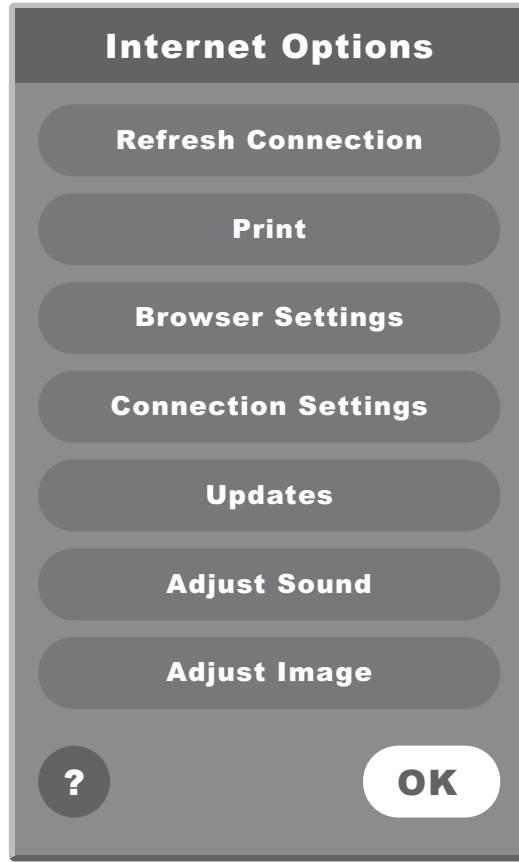 Internet Options
Refresh Connection
Print
Browser Settings
Connection Settings
Updates
Adjust Sound
Adjust Image
?
OK